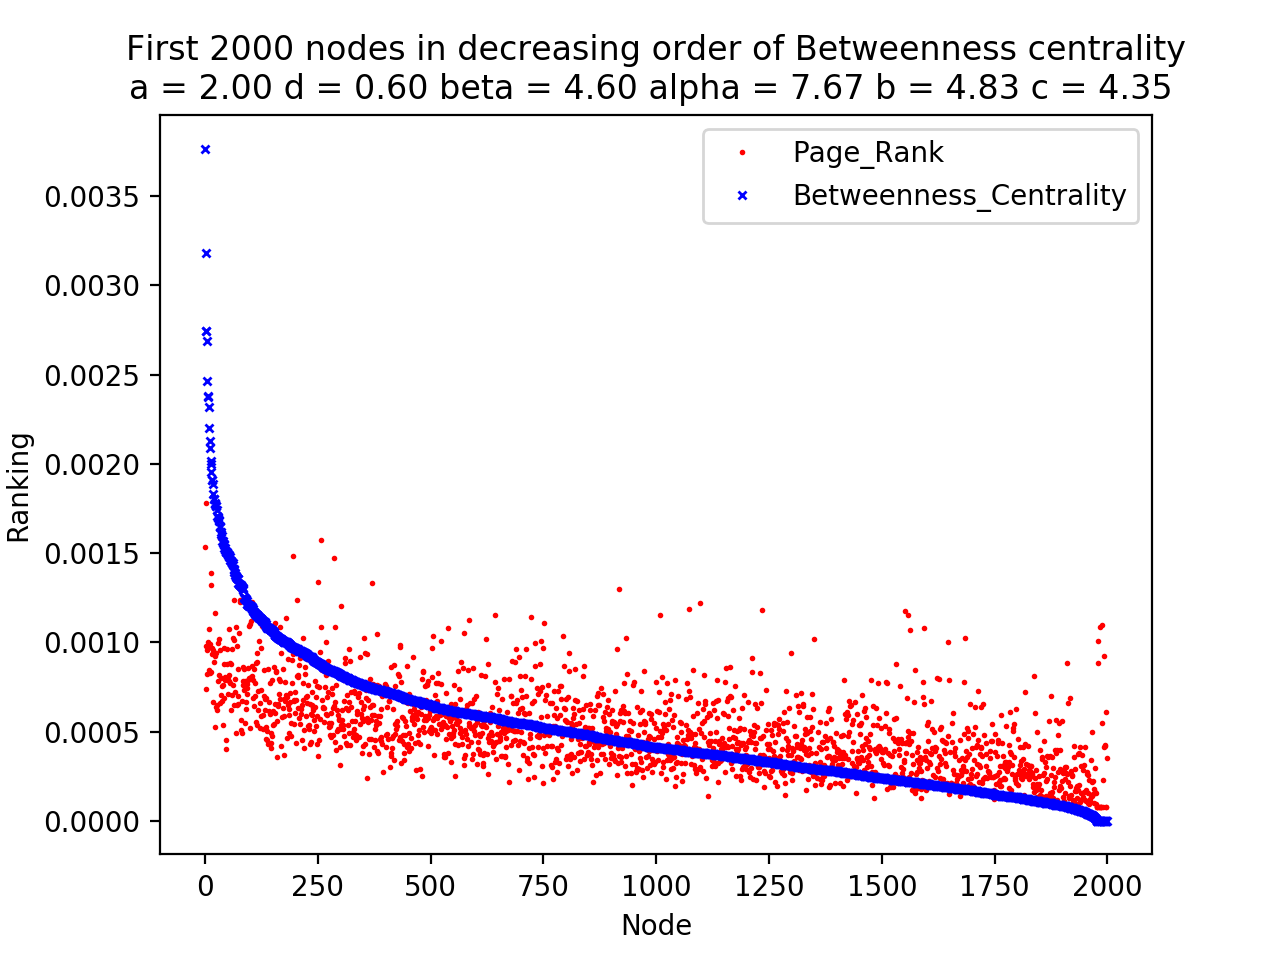 First 2000 nodes in decreasing order of Betweenness centrality
a = 2.00 d = 0.60 beta = 4.60 alpha = 7.67 b = 4.83 c = 4.35
Page_Rank
Betweenness_Centrality
0.0035
0.0030
0.0025
0.0020
0.0015
0.0010
0.0005
0.0000
Ranking
0 250 500 750 1000 1250 1500 1750 2000
Node